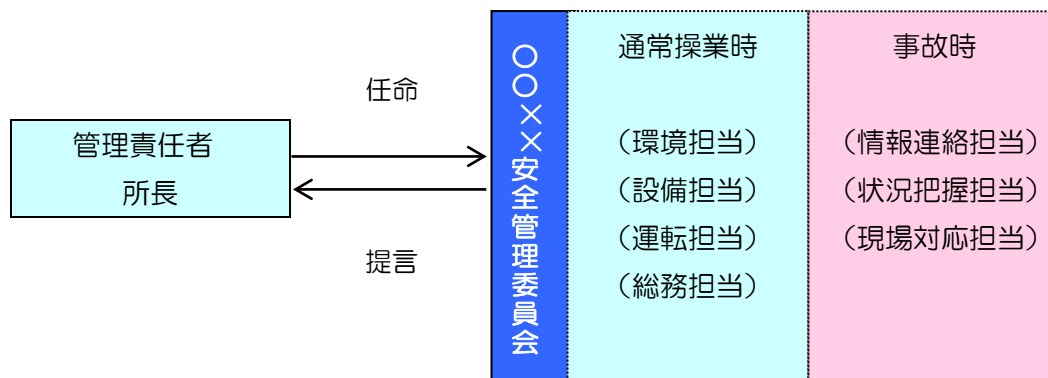 任命
管理責任者
所長
提言
〇〇××安全管理委員会
通常操業時
（環境担当）
（設備担当）
（運転担当）
（総務担当）
事故時
（情報連絡担当）
（状況把握担当）
（現場対応担当）